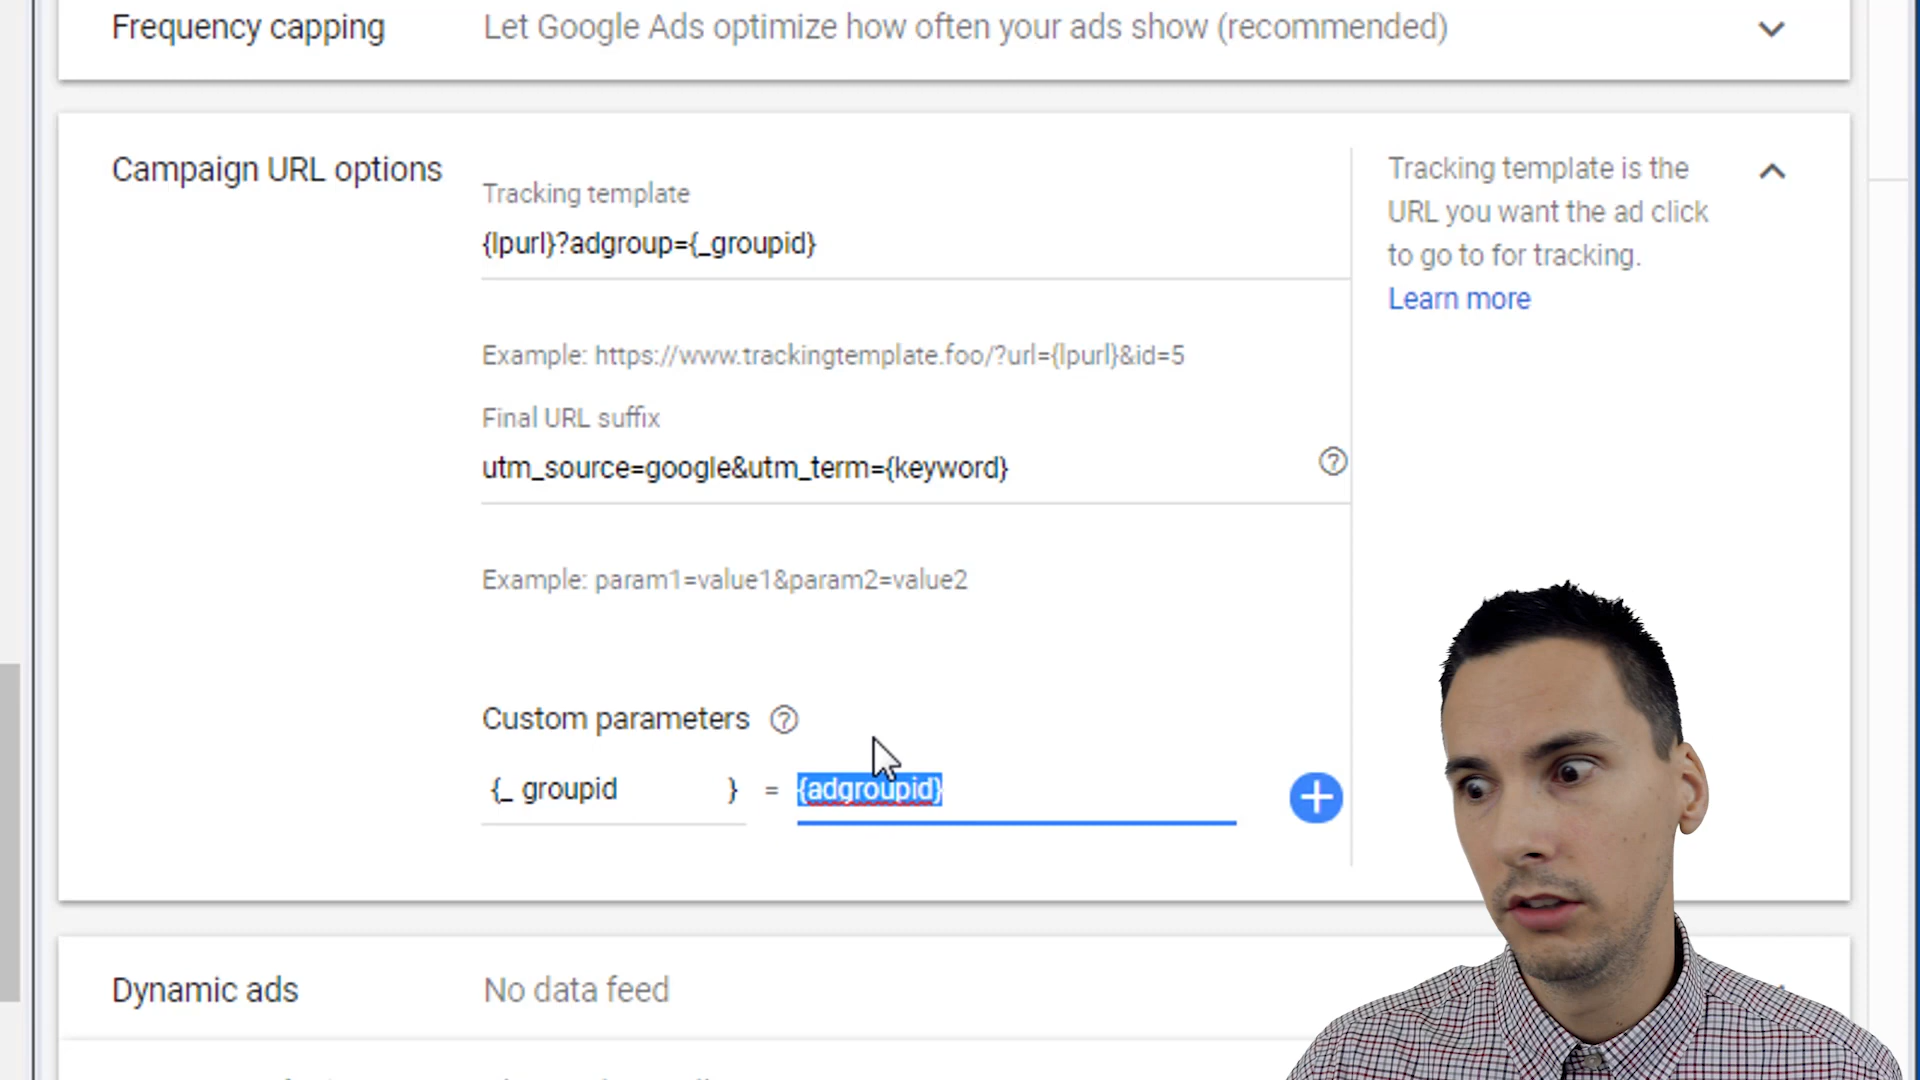 Frequency capping
Let Google Ads optimize how often your ads show (recommended)
Campaign URL options
Tracking template
{lpurl}?adgroup={_groupid}
Example: https://www.trackingtemplate.foo/?url={lpurl}&id=5
Final URL suffix
utm_source=google&utm_term={keyword}
Example: param1=value1&param2=value2
Custom parameters
{_ groupid } = {adgroupid}
Tracking template is the
URL you want the ad click
to go to for tracking.
Learn more
Dynamic ads
No data feed